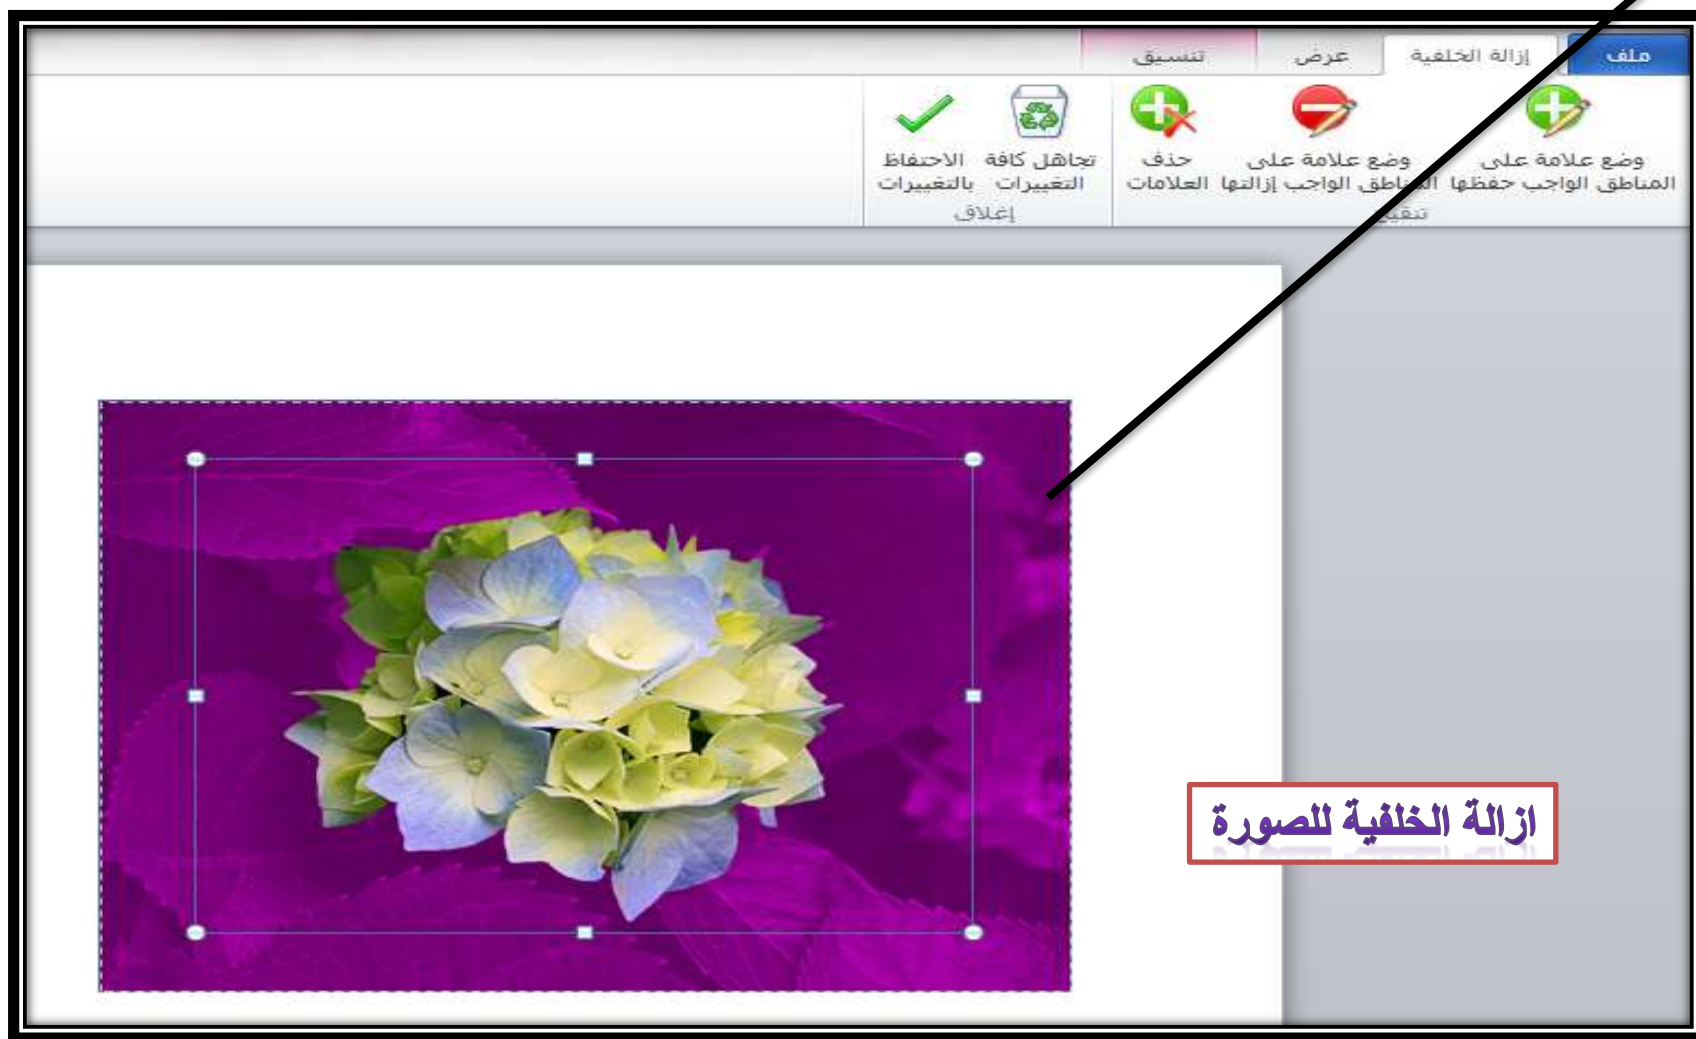 ملف إزالة الخلفية عرض تنسيق
وضع علامة على وضع علامة على حذف تجاهل كافة الاحتفاظ
المناطق الواجب حفظها المناطق الواجب إزالتها العلامات التغييرات بالتغييرات
إغلاق
ازالة الخلفية للصورة